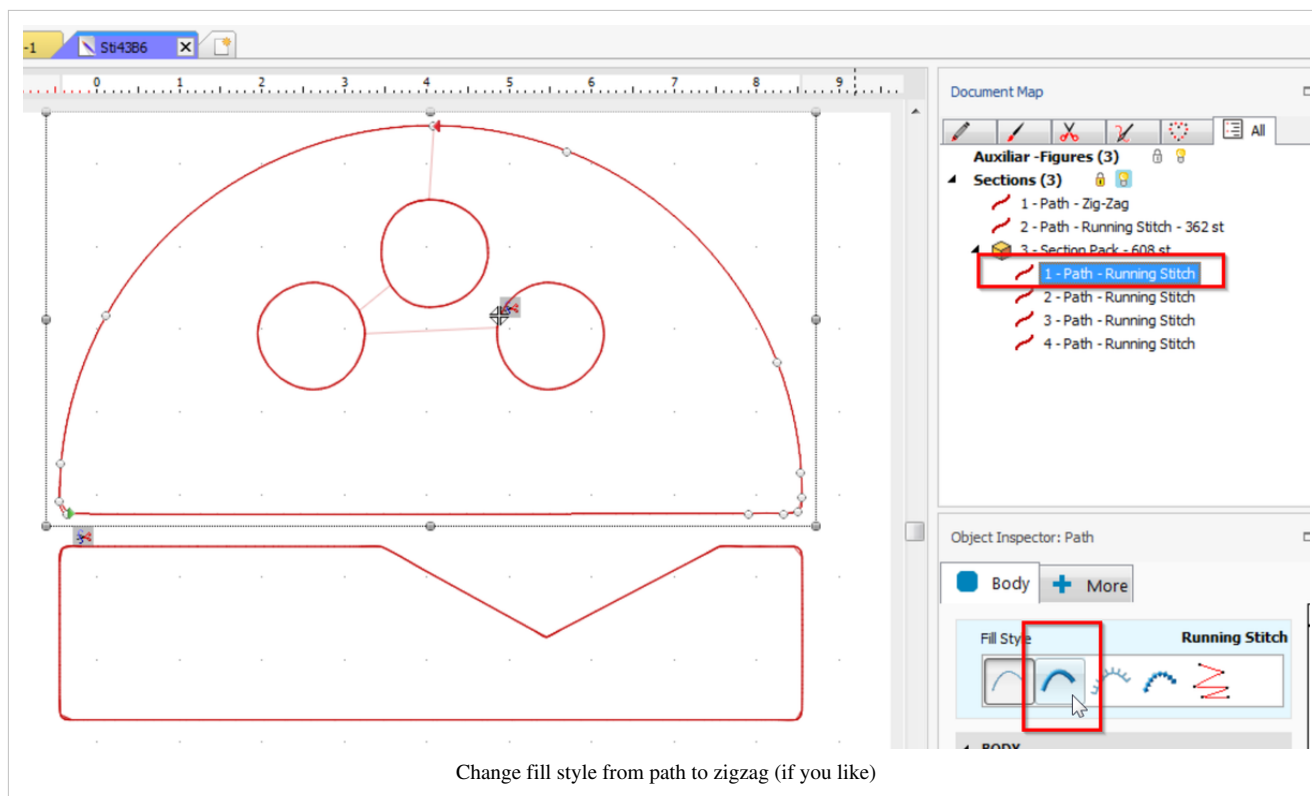 -1
Sti43B6
0 1 2 3 4 5 6 7 8 9
Document Map
All
Auxiliar -Figures (3)
Sections (3)
1 - Path - Zig-Zag
2 - Path - Running Stitch - 362 st
3 - Section Pack - 608 st
1 - Path - Running Stitch
2 - Path - Running Stitch
3 - Path - Running Stitch
4 - Path - Running Stitch
Object Inspector: Path
Body
More
Fill Style
Running Stitch
BODY
Change fill style from path to zigzag (if you like)